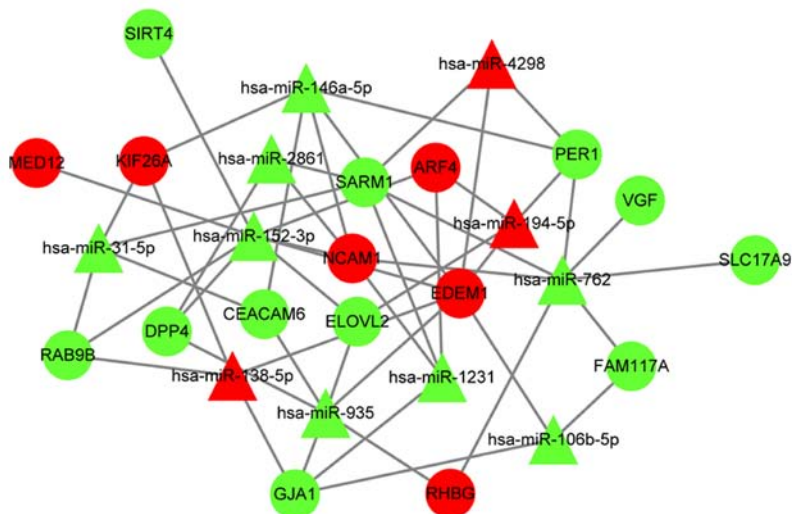 SIRT4
hsa-miR-4298
hsa-miR-146a-5p
MED12
KIF26A
hsa-miR-2861
ARF4
PER1
SARM1
VGF
hsa-miR-194-5p
hsa-miR-152-3p
hsa-miR-31-5p
NCAM1
SLC17A9
hsa-miR-762
EDEM1
CEACAM6
ELOVL2
DPP4
RAB9B
FAM117A
hsa-miR-138-5p
hsa-miR-1231
hsa-miR-935
hsa-miR-106b-5p
GJA1
RHBG